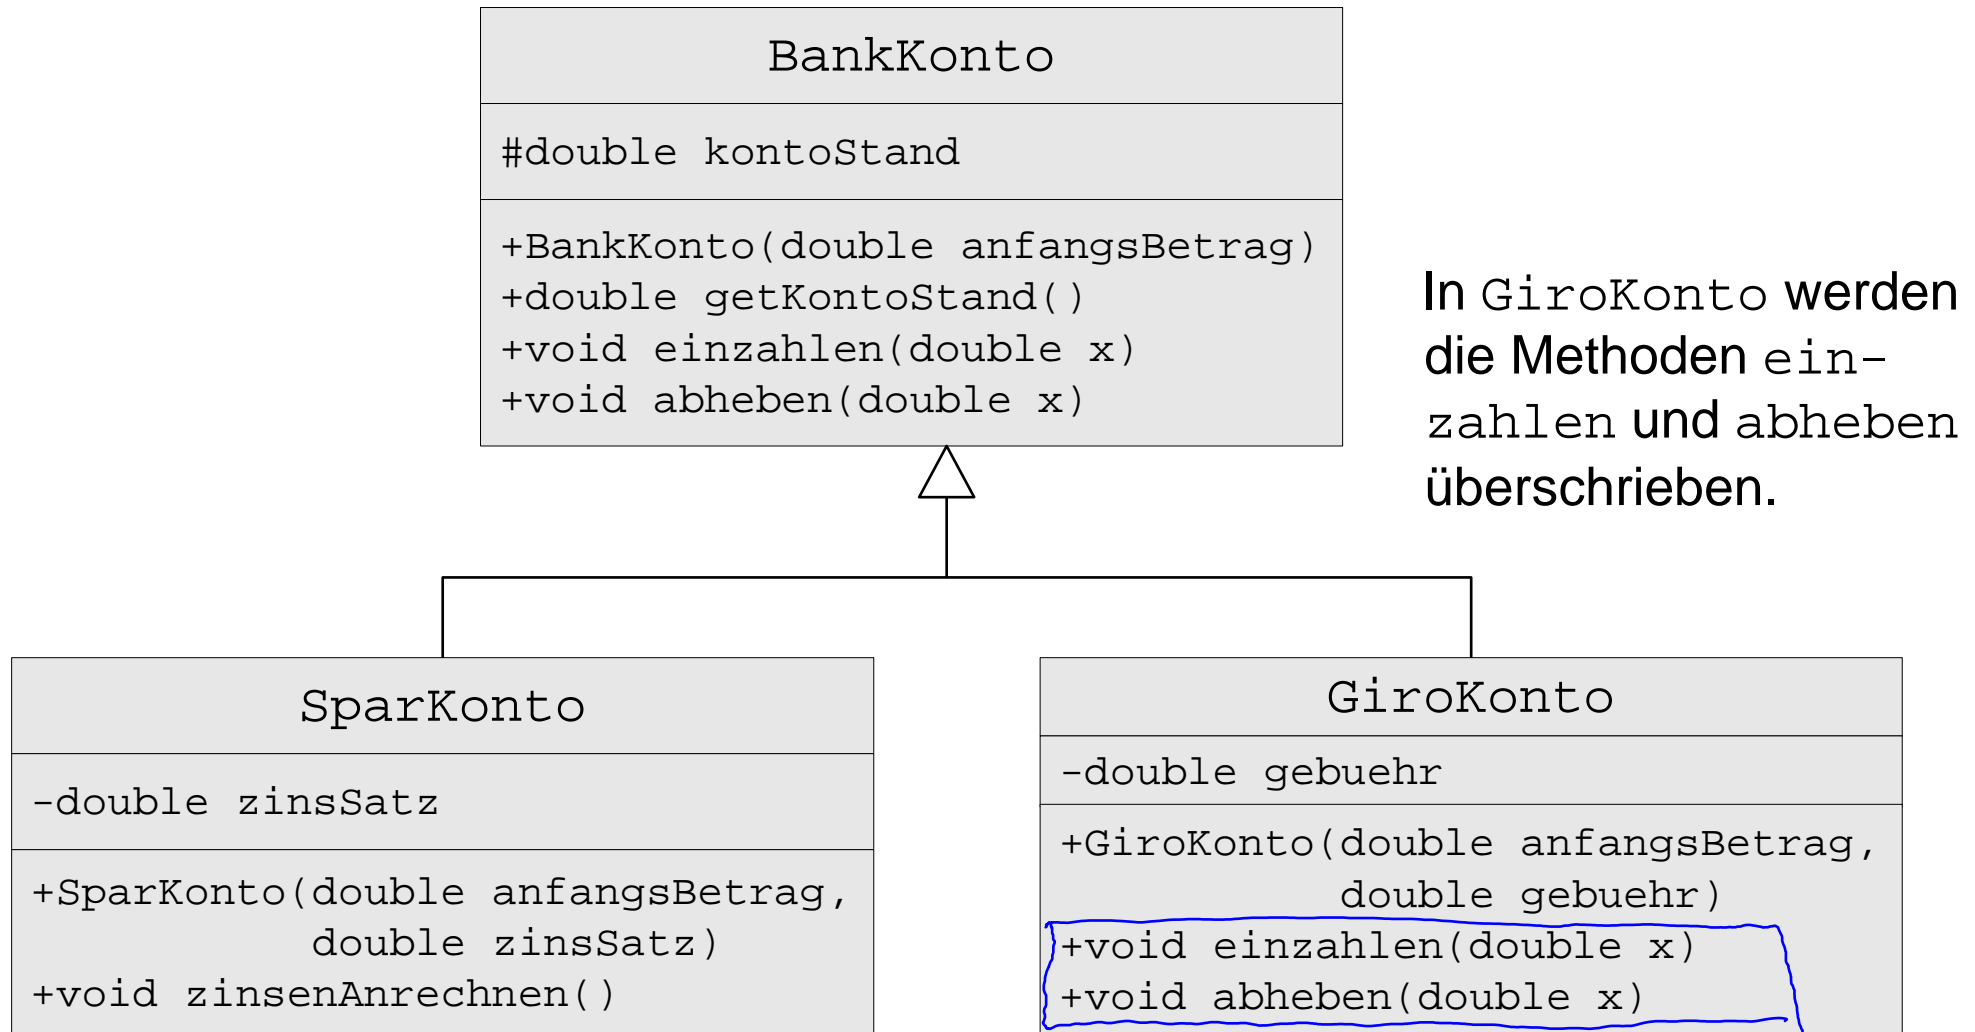 BankKonto
#double kontoStand
+BankKonto(double anfangsBetrag)
+double getKontoStand()
+void einzahlen(double x)
+void abheben(double x)
In GiroKonto werden
die Methoden ein-
zahlen und abheben
überschrieben.
SparKonto
-double zinsSatz
+SparKonto(double anfangsBetrag,
double zinsSatz)
+void zinsenAnrechnen()
GiroKonto
-double gebuehr
+GiroKonto(double anfangsBetrag,
double gebuehr)
+void einzahlen(double x)
+void abheben(double x)